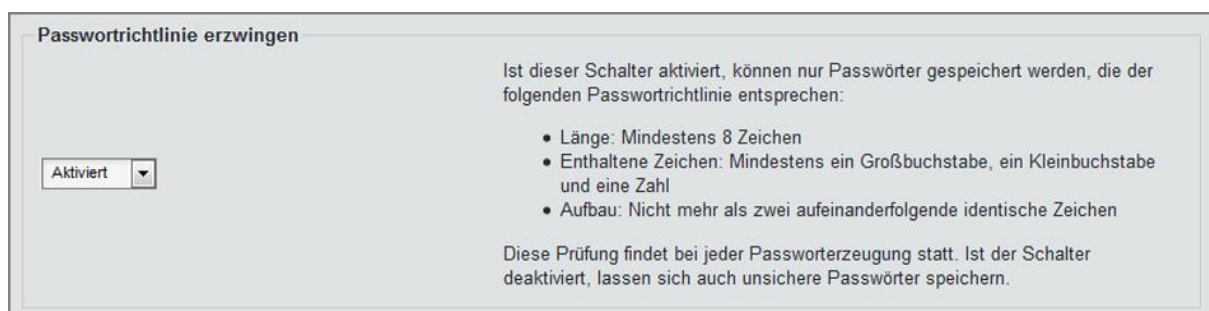 Passwortrichtlinie erzwingen
Ist dieser Schalter aktiviert, können nur Passwörter gespeichert werden, die der
folgenden Passwortrichtlinie entsprechen:
• Länge: Mindestens 8 Zeichen
• Enthaltene Zeichen: Mindestens ein Großbuchstabe, ein Kleinbuchstabe
und eine Zahl
Aktiviert
• Aufbau: Nicht mehr als zwei aufeinanderfolgende identische Zeichen
Diese Prüfung findet bei jeder Passworterzeugung statt. Ist der Schalter
deaktiviert, lassen sich auch unsichere Passwörter speichern.